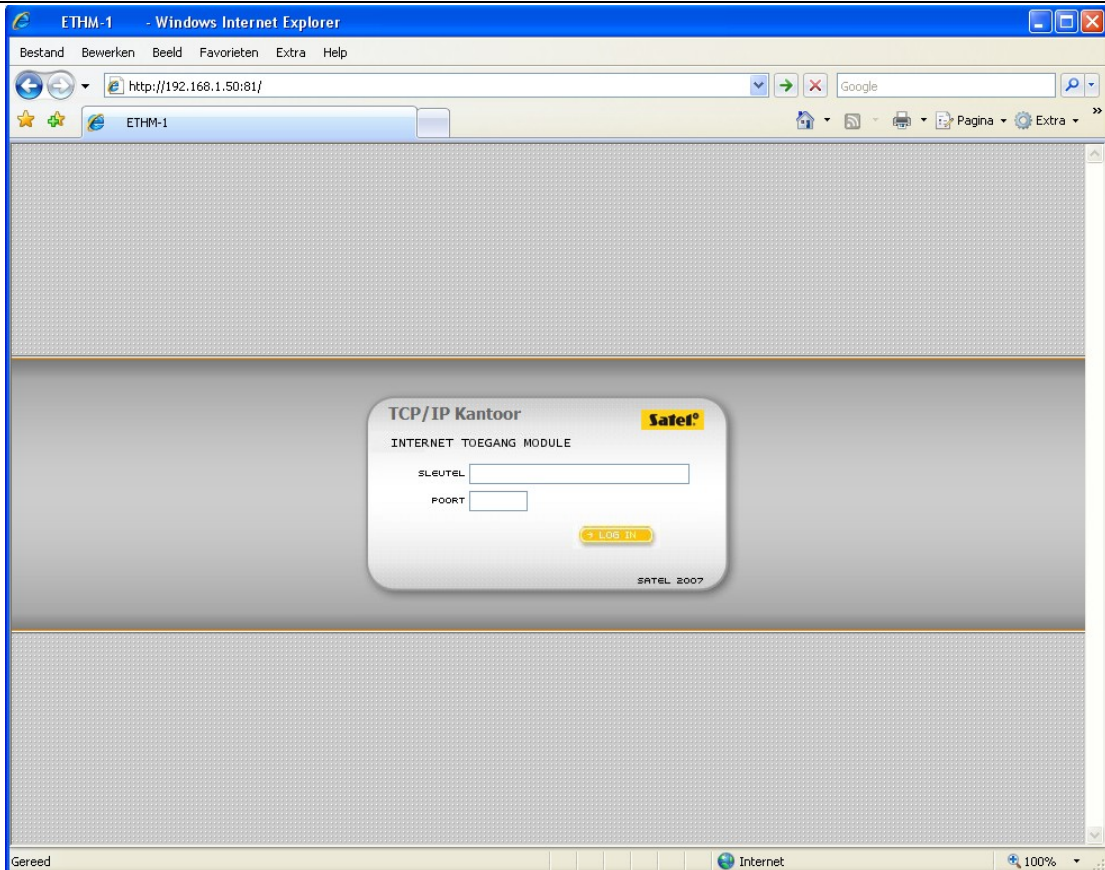 ETHM-1 - Windows Internet Explorer
Bestand Bewerken Beeld Favorieten Extra Help
http://192.168.1.50:81/ Google
ETHM-1 Pagina Extra »
TCP/IP Kantoor Satel
INTERNET TOEGANG MODULE
SLEUTEL
POORT
→ LOG IN
SATEL 2007
Gereed Internet 100%